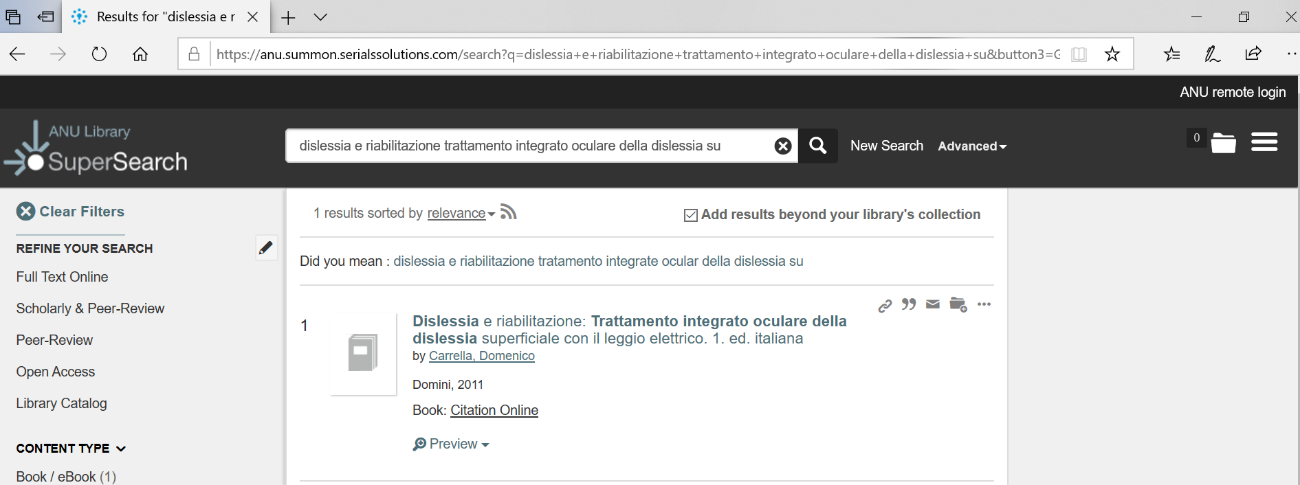 Results for "dislessia e r
https://anu.summon.serialssolutions.com/search?q=dislessia+e+riabilitazione+trattamento+integrato+oculare+della+dislessia+su&button3=G
ANU remote login
ANU Library
SuperSearch
dislessia e riabilitazione trattamento integrato oculare della dislessia su
New Search
Advanced
0
Clear Filters
REFINE YOUR SEARCH
Full Text Online
Scholarly & Peer-Review
Peer-Review
Open Access
Library Catalog
CONTENT TYPE
Book / eBook (1)
1 results sorted by relevance
Add results beyond your library's collection
Did you mean : dislessia e riabilitazione tratamento integrate ocular della dislessia su
1
Dislessia e riabilitazione: Trattamento integrato oculare della
dislessia superficiale con il leggio elettrico. 1. ed. italiana
by Carrella, Domenico
Domini, 2011
Book: Citation Online
Preview